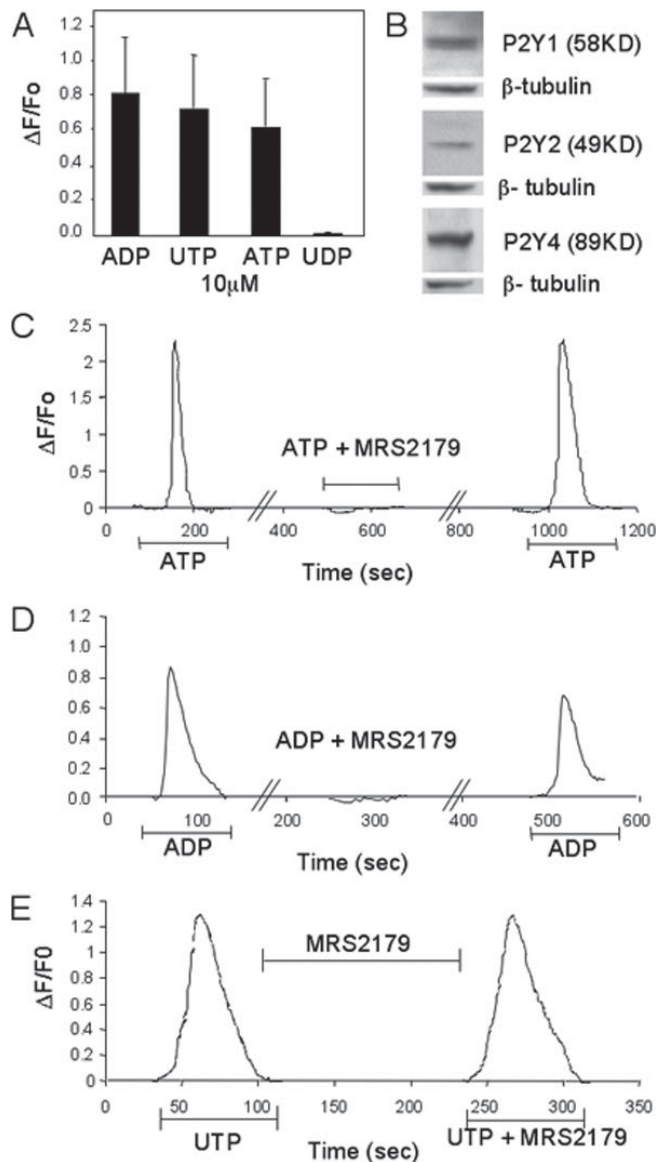 A
B
ΔF/Fo
1.2
1.0
0.8
0.6
0.4
0.2
0.0
ADP UTP ATP UDP
10μM
P2Y1 (58KD)
β-tubulin
P2Y2 (49KD)
β- tubulin
P2Y4 (89KD)
β- tubulin
C
ΔF/Fo
2.5
2
1.5
1
0.5
0
ATP + MRS2179
0 200 400 600 800 1000 1200
ATP ATP
Time (sec)
D
ΔF/Fo
1.2
1.0
0.8
0.6
0.4
0.2
0.0
ADP + MRS2179
0 100 200 300 400 500 600
ADP ADP
Time (sec)
E
ΔF/F0
1.4
1.2
1
0.8
0.6
0.4
0.2
0
MRS2179
0 50 100 150 200 250 300 350
UTP Time (sec) UTP + MRS2179